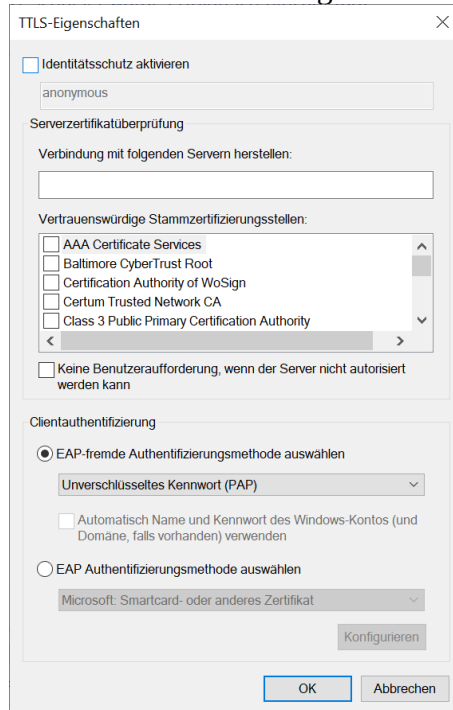 TTLS-Eigenschaften
Identitätsschutz aktivieren
anonymous
Serverzertifikatüberprüfung
Verbindung mit folgenden Servern herstellen:
Vertrauenswürdige Stammzertifizierungsstellen:
AAA Certificate Services
Baltimore CyberTrust Root
Certification Authority of WoSign
Certum Trusted Network CA
Class 3 Public Primary Certification Authority
Keine Benutzeraufforderung, wenn der Server nicht autorisiert
werden kann
Clientauthentifizierung
EAP-fremde Authentifizierungsmethode auswählen
Unverschlüsseltes Kennwort (PAP)
Automatisch Name und Kennwort des Windows-Kontos (und
Domäne, falls vorhanden) verwenden
EAP Authentifizierungsmethode auswählen
Microsoft: Smartcard- oder anderes Zertifikat
Konfigurieren
OK Abbrechen